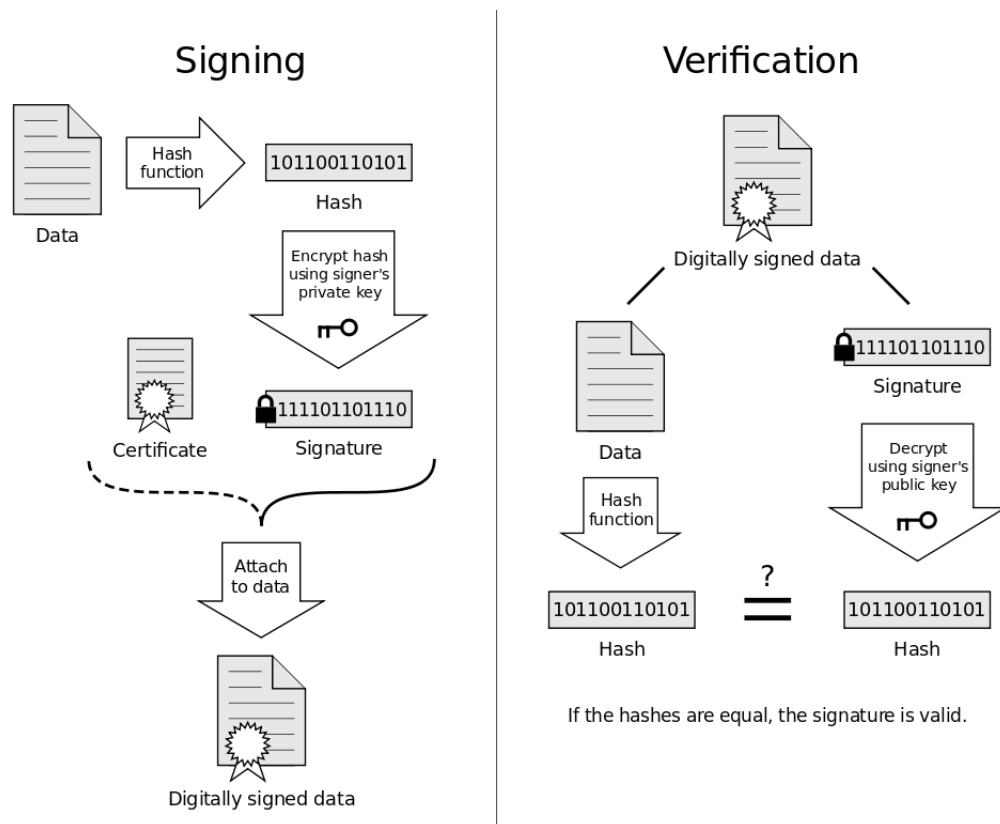 Signing
Hash
function
101100110101
Hash
Data
Encrypt hash
using signer's
private key
111101101110
Certificate
Signature
Attach
to data
Digitally signed data
Verification
Digitally signed data
111101101110
Signature
Data
Decrypt
using signer's
public key
Hash
function
?
101100110101
=
101100110101
Hash
Hash
If the hashes are equal, the signature is valid.